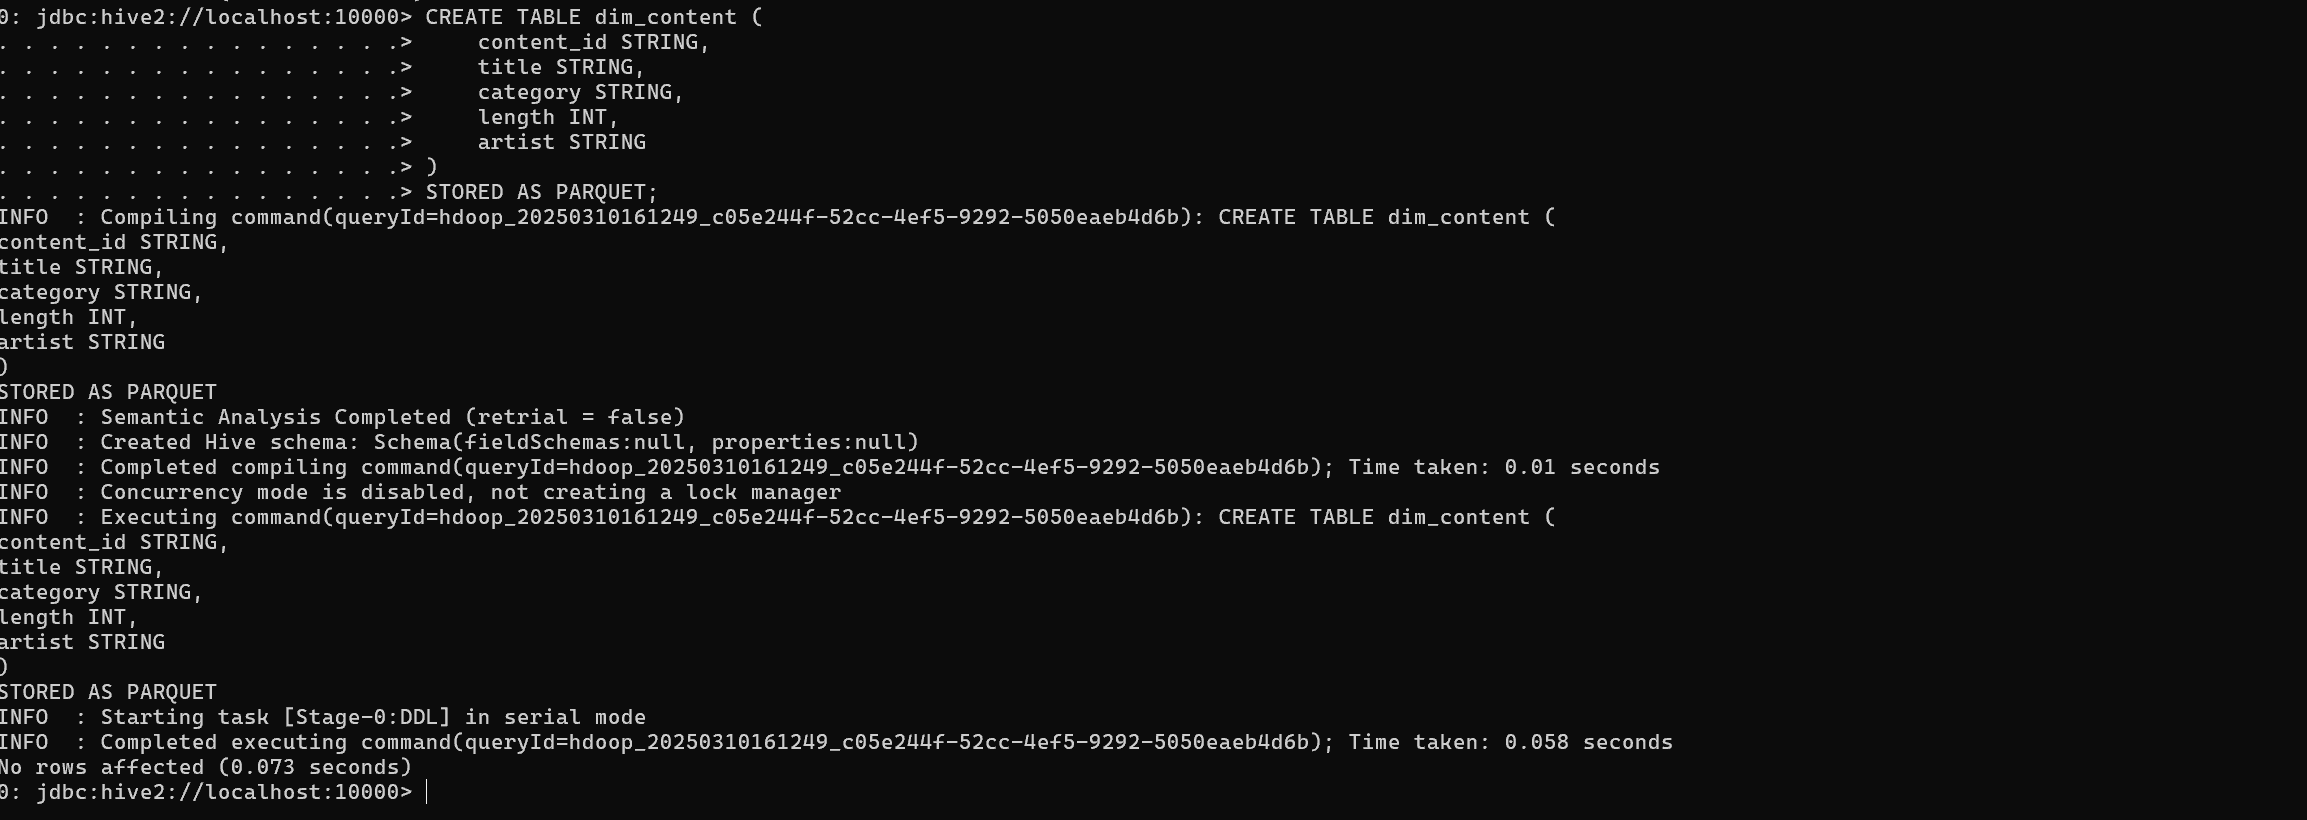 0: jdbc:hive2://localhost:10000> CREATE TABLE dim_content (
. . . . . . . . . . . . . . . .>     content_id STRING,
. . . . . . . . . . . . . . . .>     title STRING,
. . . . . . . . . . . . . . . .>     category STRING,
. . . . . . . . . . . . . . . .>     length INT,
. . . . . . . . . . . . . . . .>     artist STRING
. . . . . . . . . . . . . . . .> )
. . . . . . . . . . . . . . . .> STORED AS PARQUET;
INFO  : Compiling command(queryId=hdoop_20250310161249_c05e244f-52cc-4ef5-9292-5050eaeb4d6b): CREATE TABLE dim_content (
content_id STRING,
title STRING,
category STRING,
length INT,
artist STRING
)
STORED AS PARQUET
INFO  : Semantic Analysis Completed (retrial = false)
INFO  : Created Hive schema: Schema(fieldSchemas:null, properties:null)
INFO  : Completed compiling command(queryId=hdoop_20250310161249_c05e244f-52cc-4ef5-9292-5050eaeb4d6b); Time taken: 0.01 seconds
INFO  : Concurrency mode is disabled, not creating a lock manager
INFO  : Executing command(queryId=hdoop_20250310161249_c05e244f-52cc-4ef5-9292-5050eaeb4d6b): CREATE TABLE dim_content (
content_id STRING,
title STRING,
category STRING,
length INT,
artist STRING
)
STORED AS PARQUET
INFO  : Starting task [Stage-0:DDL] in serial mode
INFO  : Completed executing command(queryId=hdoop_20250310161249_c05e244f-52cc-4ef5-9292-5050eaeb4d6b); Time taken: 0.058 seconds
No rows affected (0.073 seconds)
0: jdbc:hive2://localhost:10000>